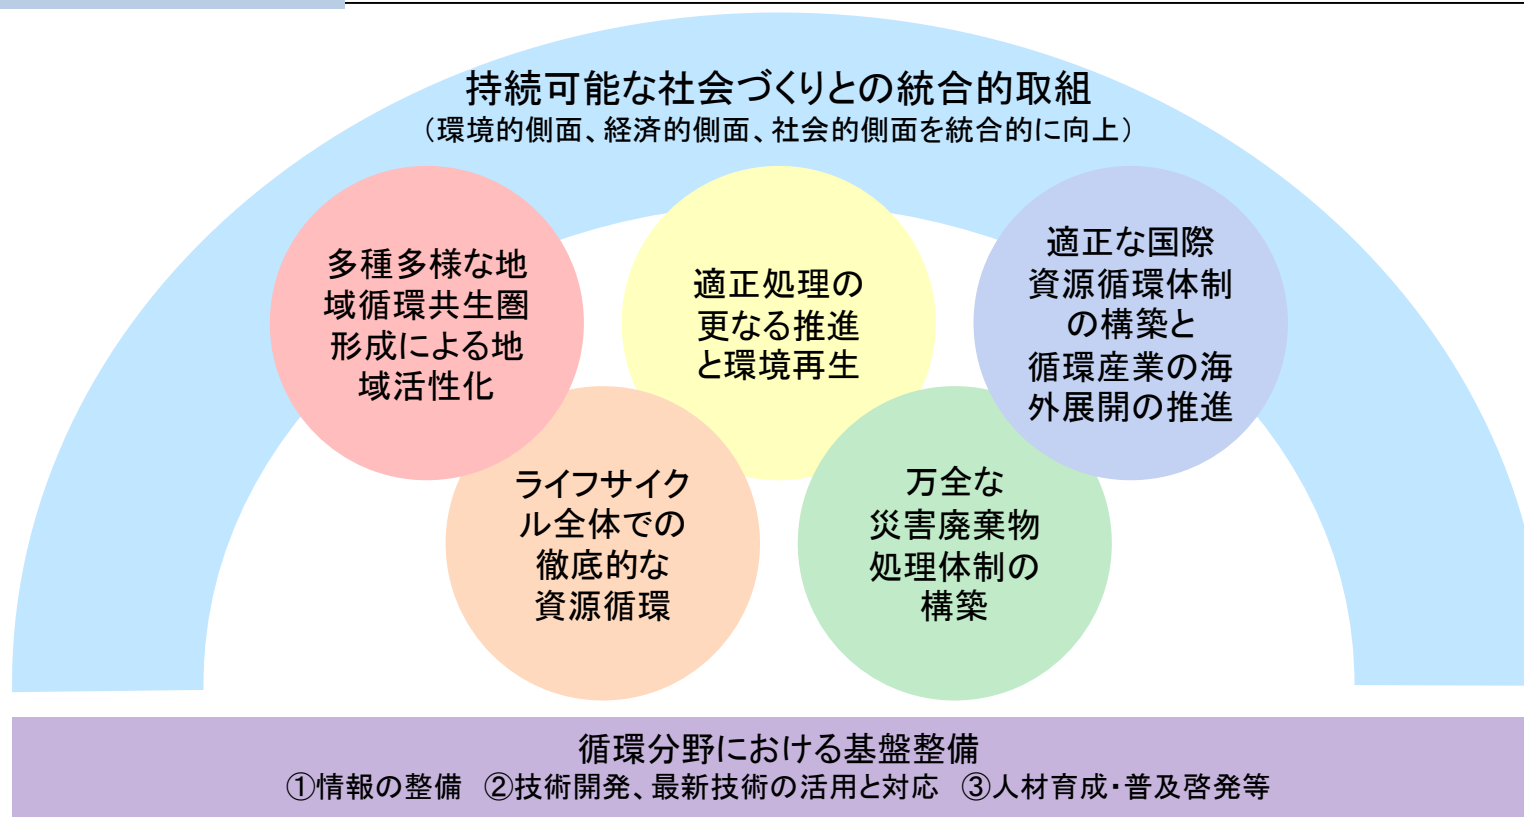 持続可能な社会づくりとの統合的取組
（環境的側面、経済的側面、社会的側面を統合的に向上）
多種多様な地
域循環共生圏
形成による地
域活性化
適正処理の
更なる推進
と環境再生
適正な国際
資源循環体制
の構築と
循環産業の海
外展開の推進
ライフサイク
ル全体での
徹底的な
資源循環
万全な
災害廃棄物
処理体制の
構築
循環分野における基盤整備
①情報の整備　②技術開発、最新技術の活用と対応　③人材育成・普及啓発等